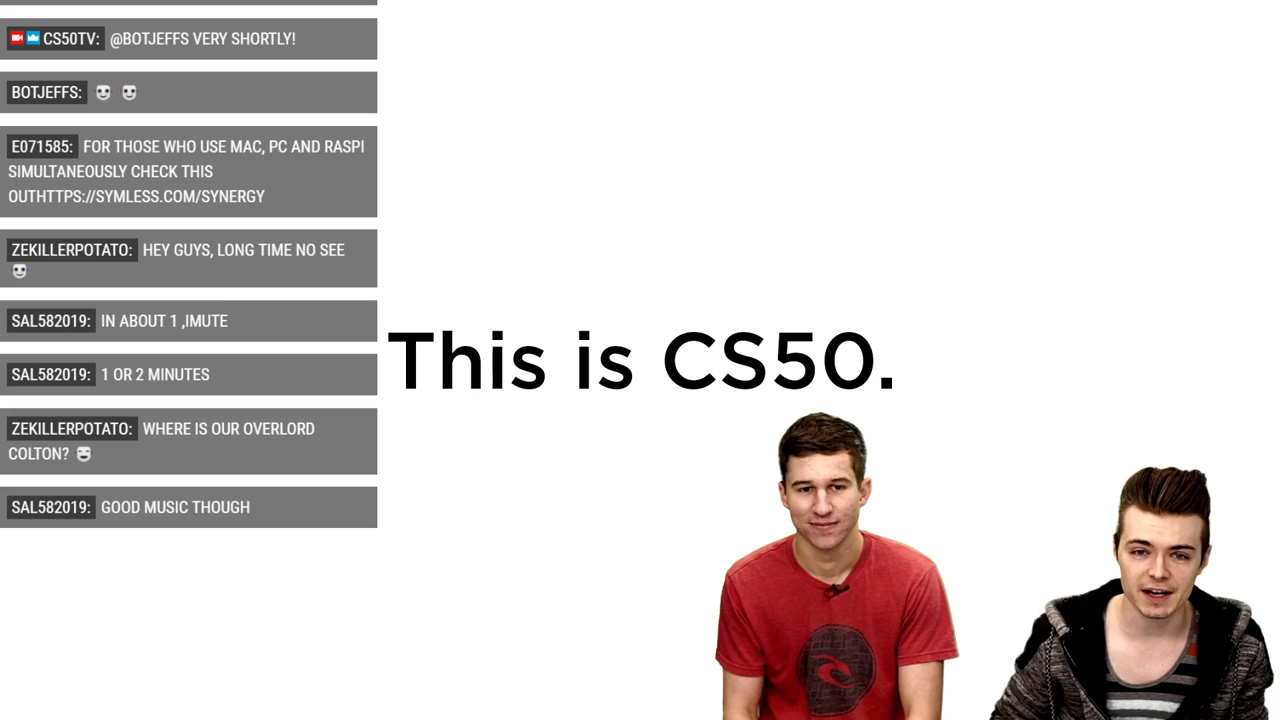 CS50TV: @BOTJEFFS VERY SHORTLY!
BOTJEFFS:
E071585: FOR THOSE WHO USE MAC, PC AND RASPI
SIMULTANEOUSLY CHECK THIS
OUTHTTPS://SYMLESS.COM/SYNERGY
ZEKILLERPOTATO: HEY GUYS, LONG TIME NO SEE
SAL582019: IN ABOUT 1 ,IMUTE
SAL582019: 1 OR 2 MINUTES
ZEKILLERPOTATO: WHERE IS OUR OVERLORD
COLTON?
SAL582019: GOOD MUSIC THOUGH
This is CS50.